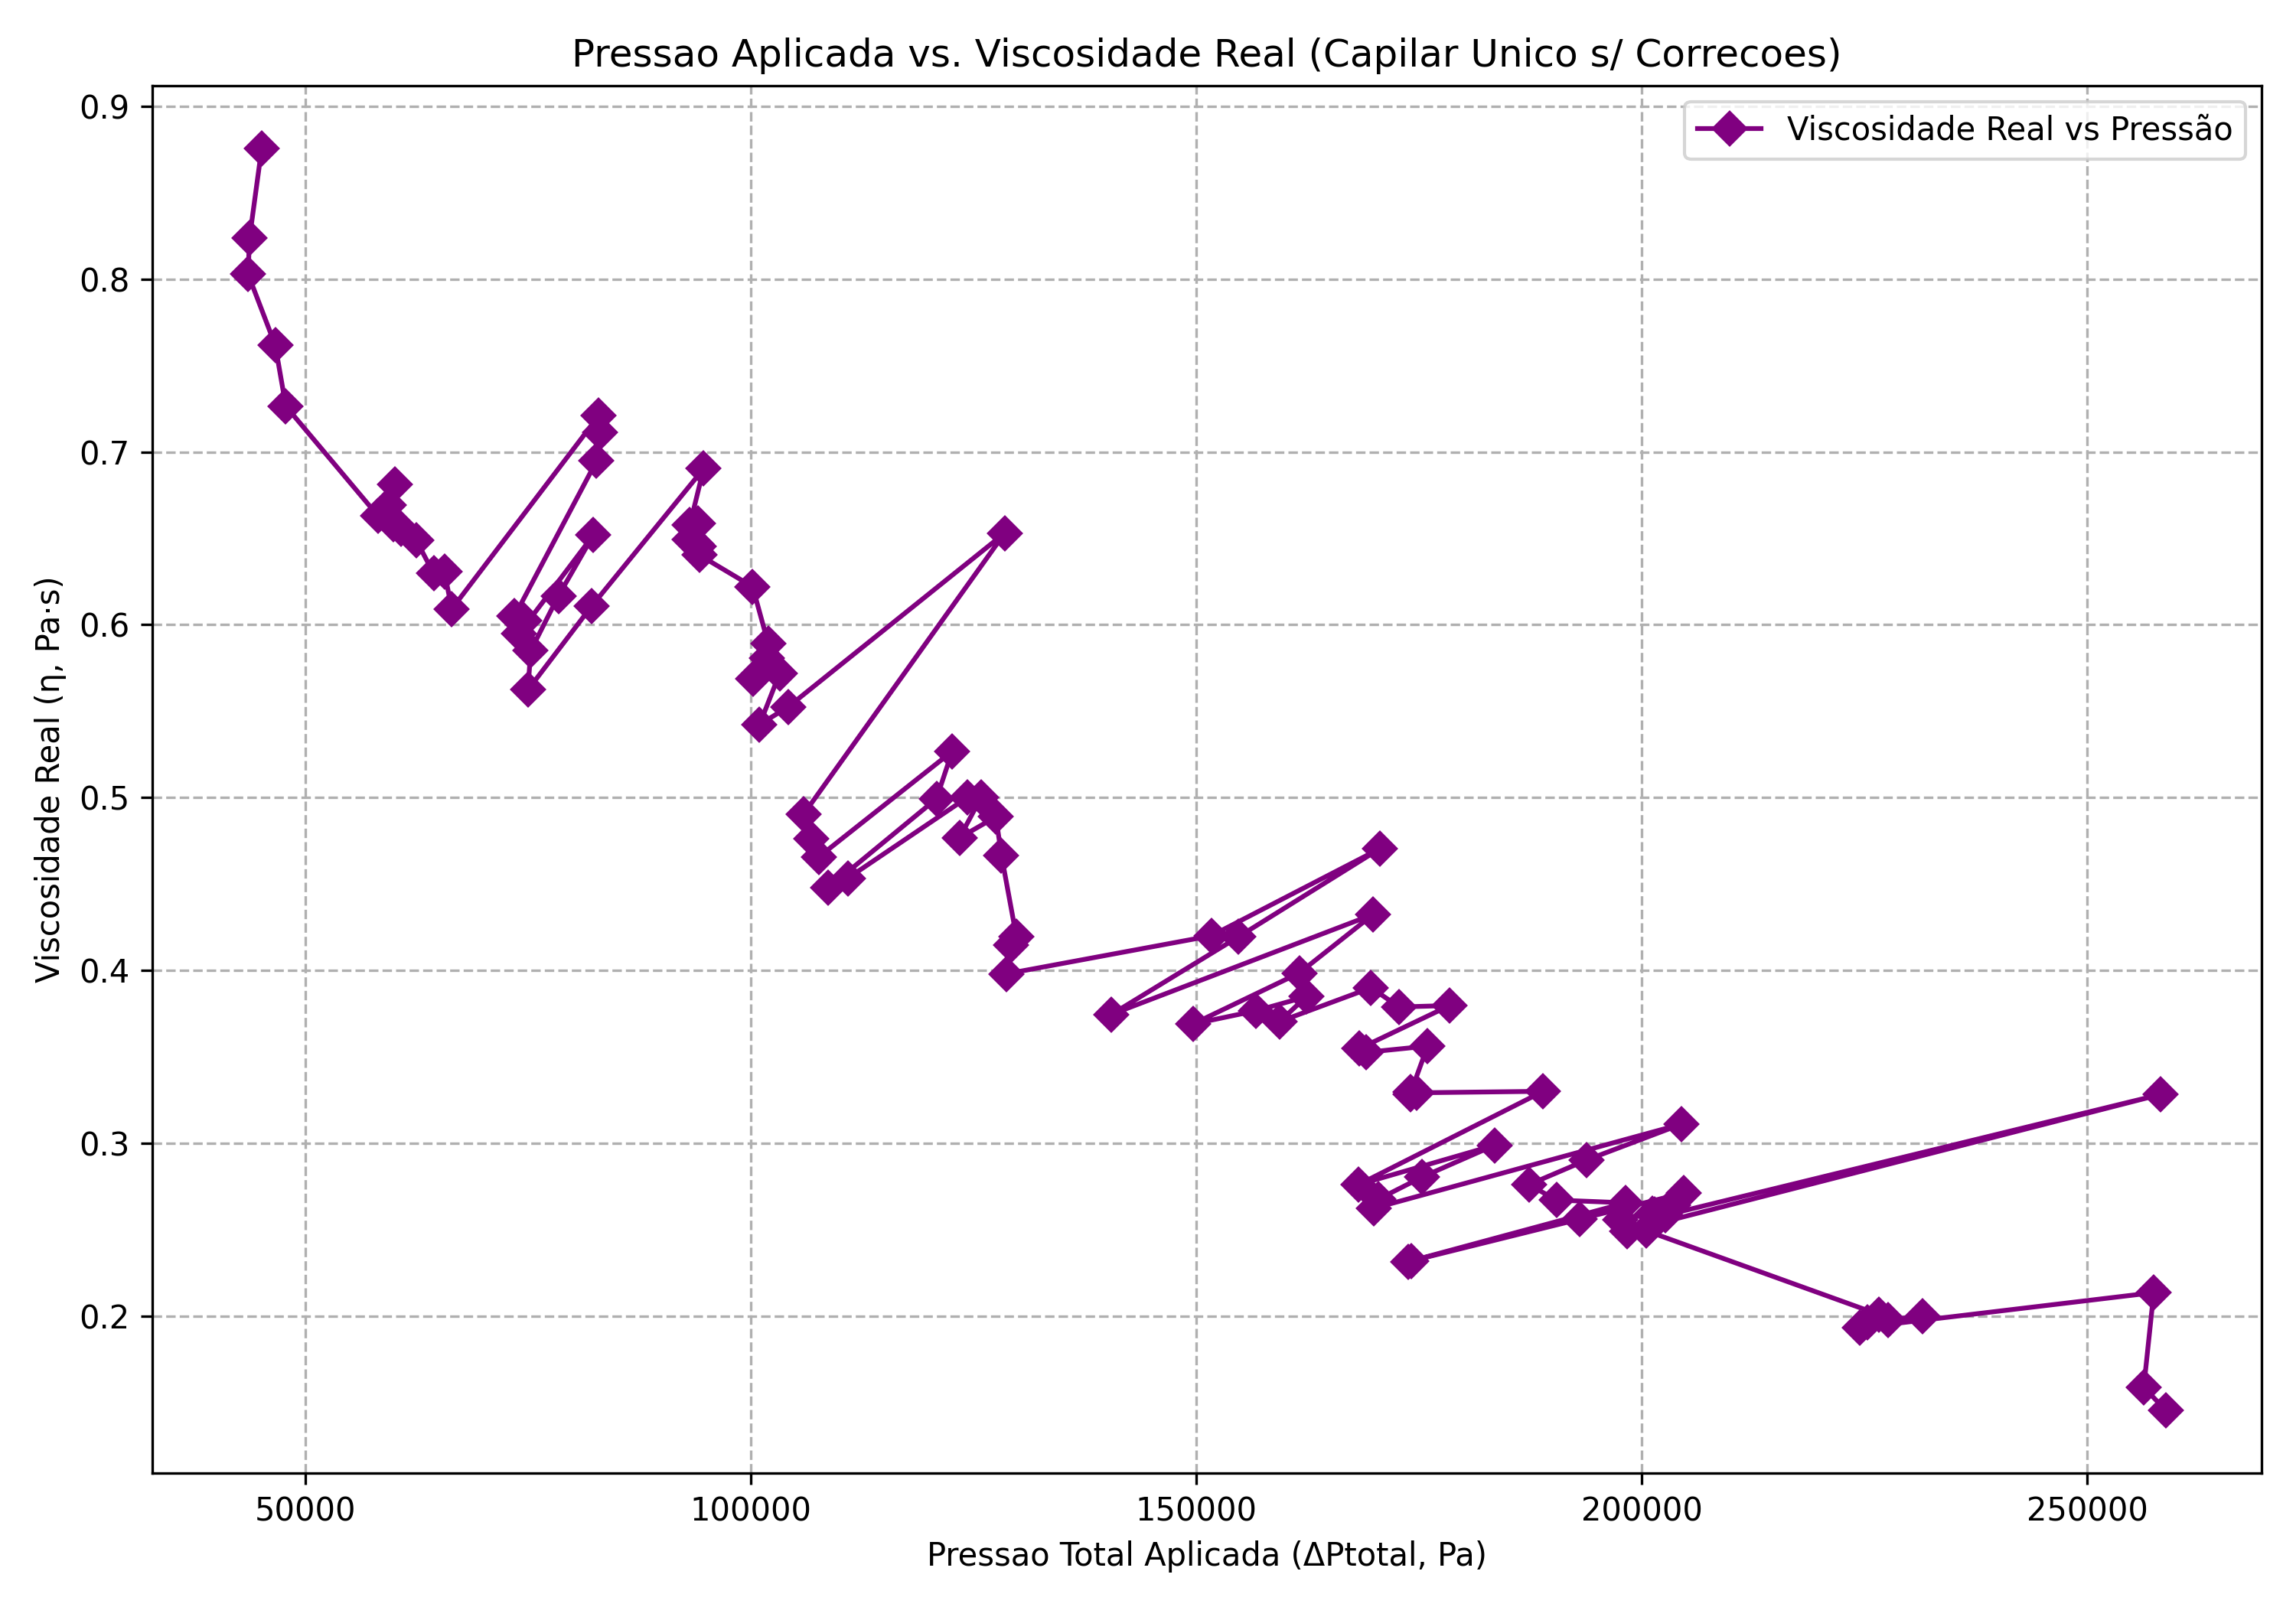 Pressao Aplicada vs. Viscosidade Real (Capilar Unico s/ Correcoes)
Viscosidade Real vs Pressão
0.9
0.8
0.7
0.6
0.5
0.4
0.3
0.2
Viscosidade Real (η, Pa·s)
50000 100000 150000 200000 250000
Pressao Total Aplicada (ΔPtotal, Pa)